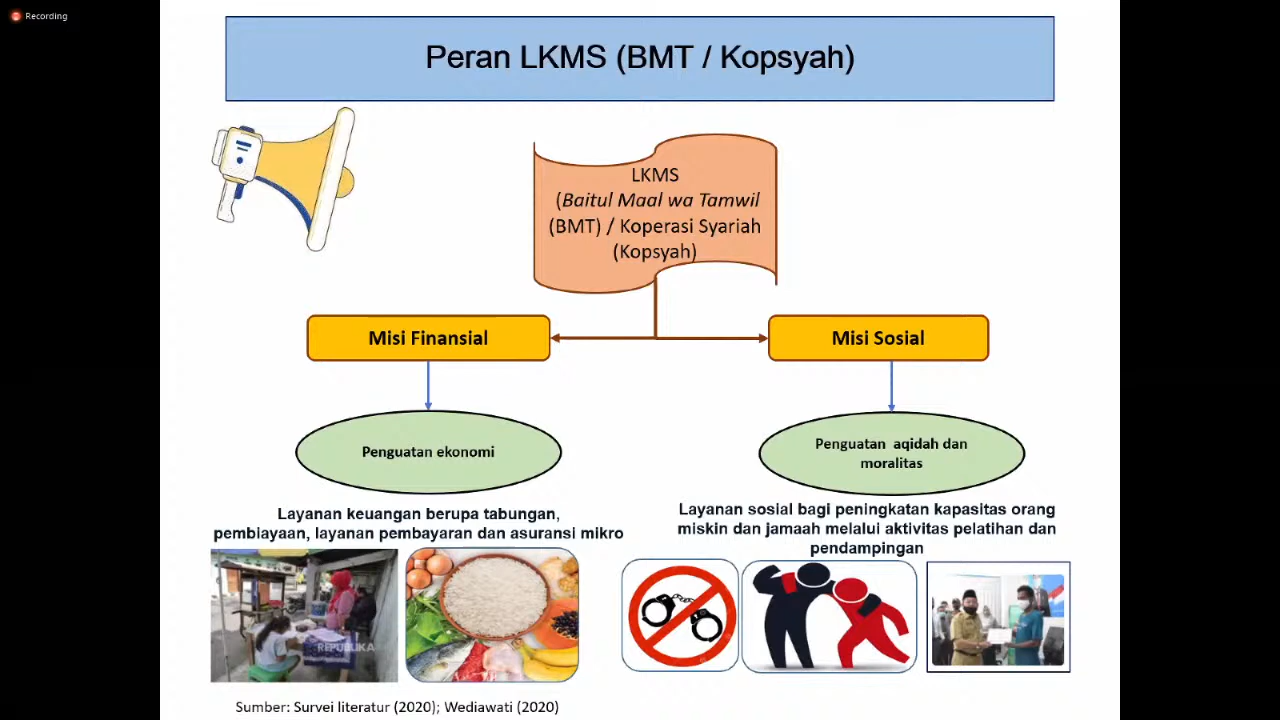 Recording
Peran LKMS (BMT / Kopsyah)
LKMS
(Baitul Maal wa Tamwil
(BMT) / Koperasi Syariah
(Kopsyah)
Misi Finansial
Misi Sosial
Penguatan ekonomi
Penguatan aqidah dan
moralitas
Layanan keuangan berupa tabungan,
pembiayaan, layanan pembayaran dan asuransi mikro
Layanan sosial bagi peningkatan kapasitas orang
miskin dan jamaah melalui aktivitas pelatihan dan
pendampingan
REPUBLIKA
Sumber: Survei literatur (2020); Wediawati (2020)